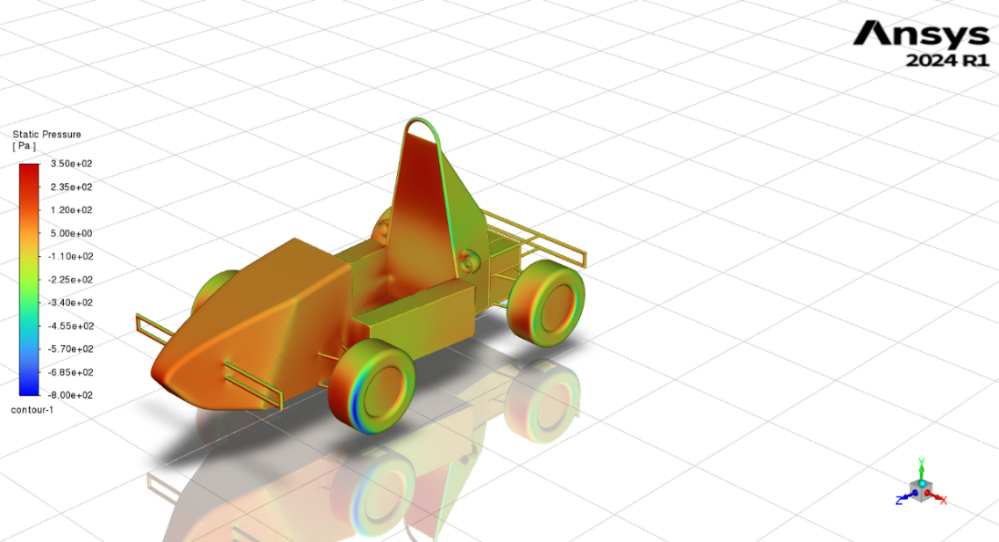 Ansys
2024 R1
Static Pressure
[ Pa ]
3.50e+02
2.35e+02
1.20e+02
5.00e+00
-1.10e+02
-2.25e+02
-3.40e+02
-4.55e+02
-5.70e+02
-6.85e+02
-8.00e+02
contour-1
Y
Z
X